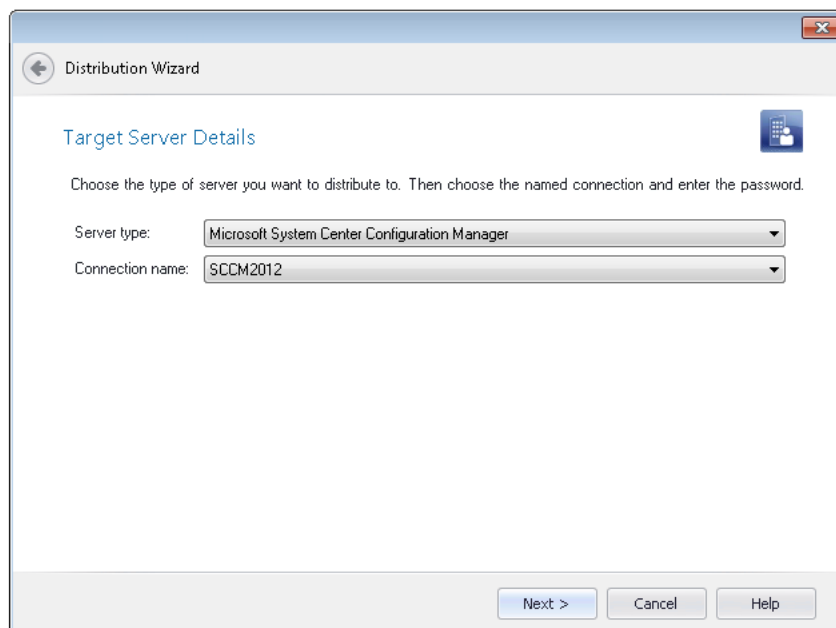 Distribution Wizard
Target Server Details
Choose the type of server you want to distribute to. Then choose the named connection and enter the password.
Server type: Microsoft System Center Configuration Manager
Connection name: SCCM2012
Next > Cancel Help